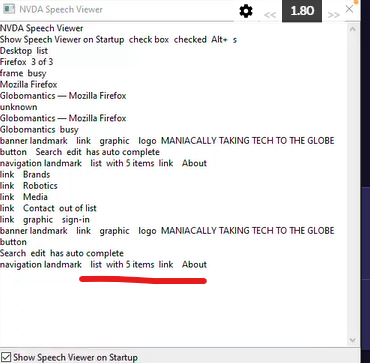 NVDA Speech Viewer
<< 1.80 >>
NVDA Speech Viewer
Show Speech Viewer on Startup check box checked Alt+ s
Desktop list
Firefox 3 of 3
frame busy
Mozilla Firefox
Globomantics — Mozilla Firefox
unknown
Globomantics — Mozilla Firefox
Globomantics busy
banner landmark link graphic logo MANIACALLY TAKING TECH TO THE GLOBE
button Search edit has auto complete
navigation landmark list with 5 items link About
link Brands
link Robotics
link Media
link Contact out of list
link graphic sign-in
banner landmark link graphic logo MANIACALLY TAKING TECH TO THE GLOBE
button
Search edit has auto complete
navigation landmark list with 5 items link About
Show Speech Viewer on Startup